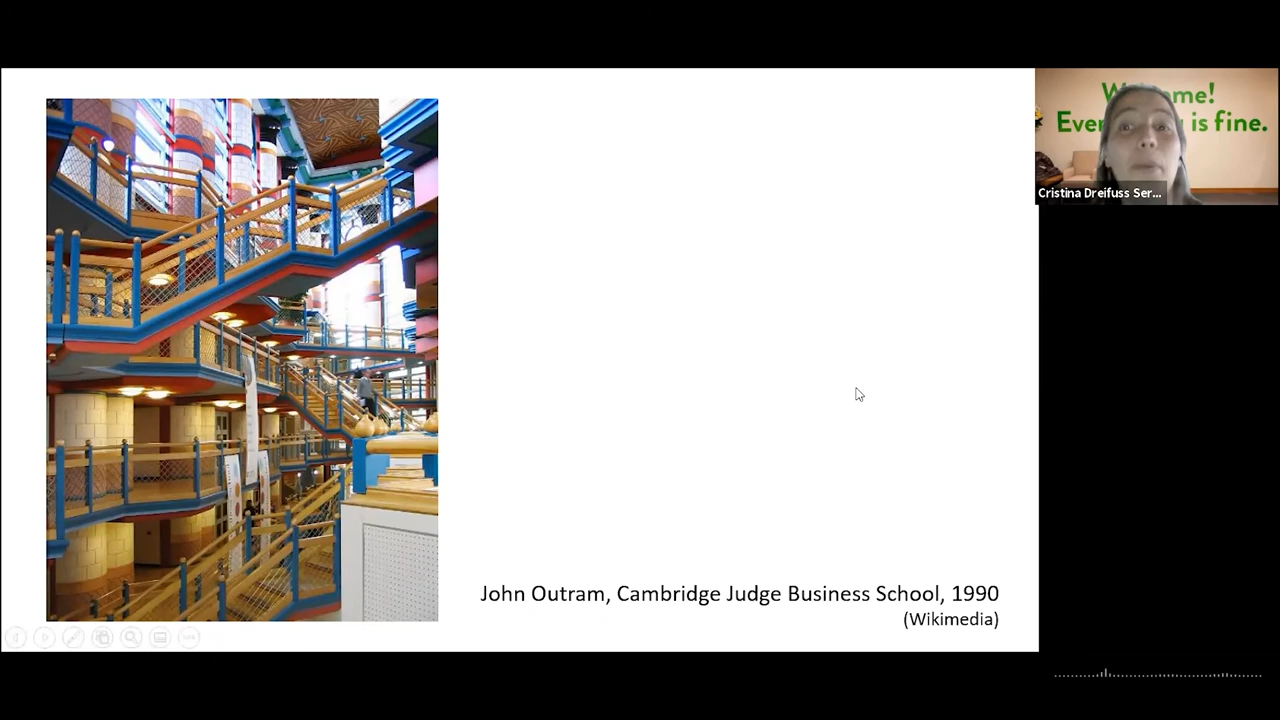 Welcome!
Everything is fine.
Cristina Dreifuss Ser...
John Outram, Cambridge Judge Business School, 1990
(Wikimedia)